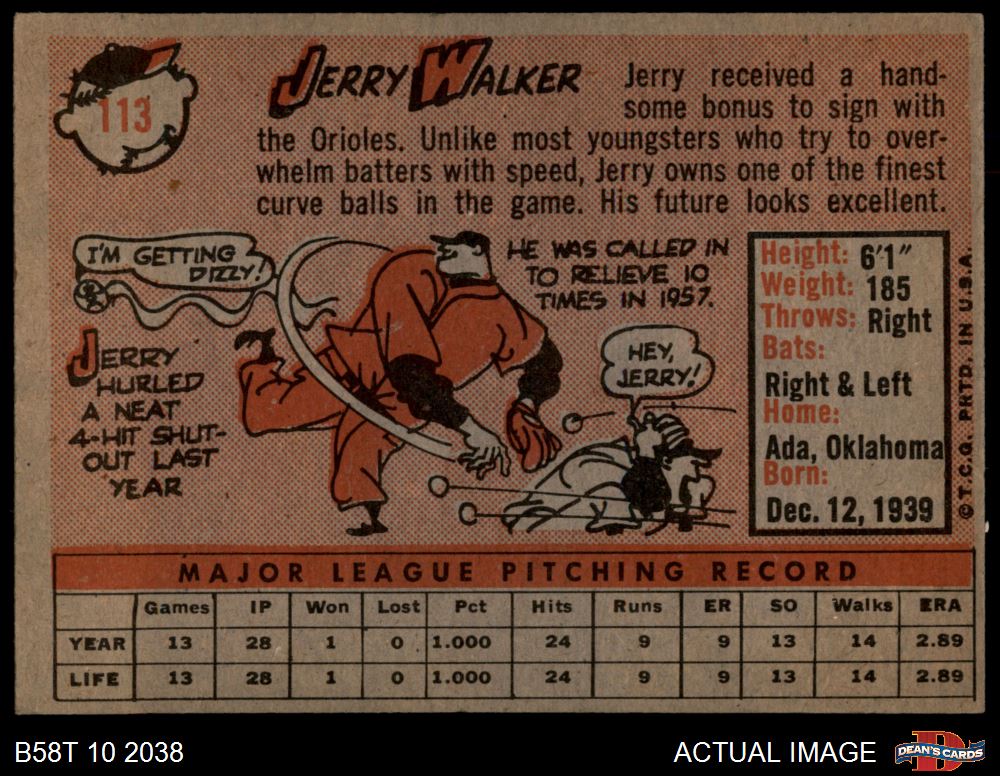 113
JERRY WALKER
Jerry received a hand-
some bonus to sign with
the Orioles. Unlike most youngsters who try to over-
whelm batters with speed, Jerry owns one of the finest
curve balls in the game. His future looks excellent.
I'M GETTING
DIZZY!
HE WAS CALLED IN
TO RELIEVE 10
TIMES IN 1957.
JERRY
HURLED
A NEAT
4-HIT SHUT-
OUT LAST
YEAR
HEY,
JERRY!
Height: 6'1"
Weight: 185
Throws: Right
Bats:
Right & Left
Home:
Ada, Oklahoma
Born:
Dec. 12, 1939
©T.C.G. PRTD. IN U.S.A.
MAJOR LEAGUE PITCHING RECORD
Games IP Won Lost Pct Hits Runs ER SO Walks ERA
YEAR 13 28 1 0 1.000 24 9 9 13 14 2.89
LIFE 13 28 1 0 1.000 24 9 9 13 14 2.89
B58T 10 2038
ACTUAL IMAGE
DEAN'S CARDS